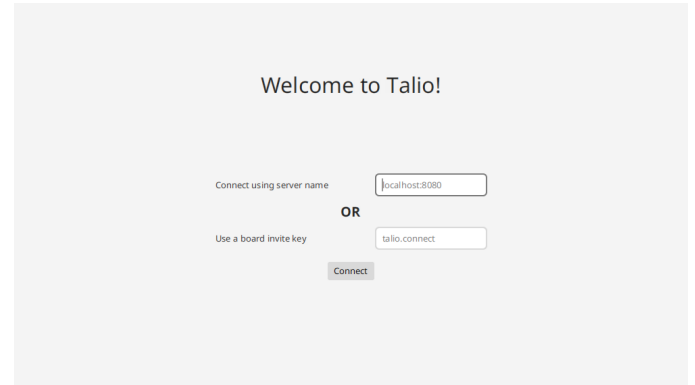 Welcome to Talio!
Connect using server name
localhost:8080
OR
Use a board invite key
talio.connect
Connect